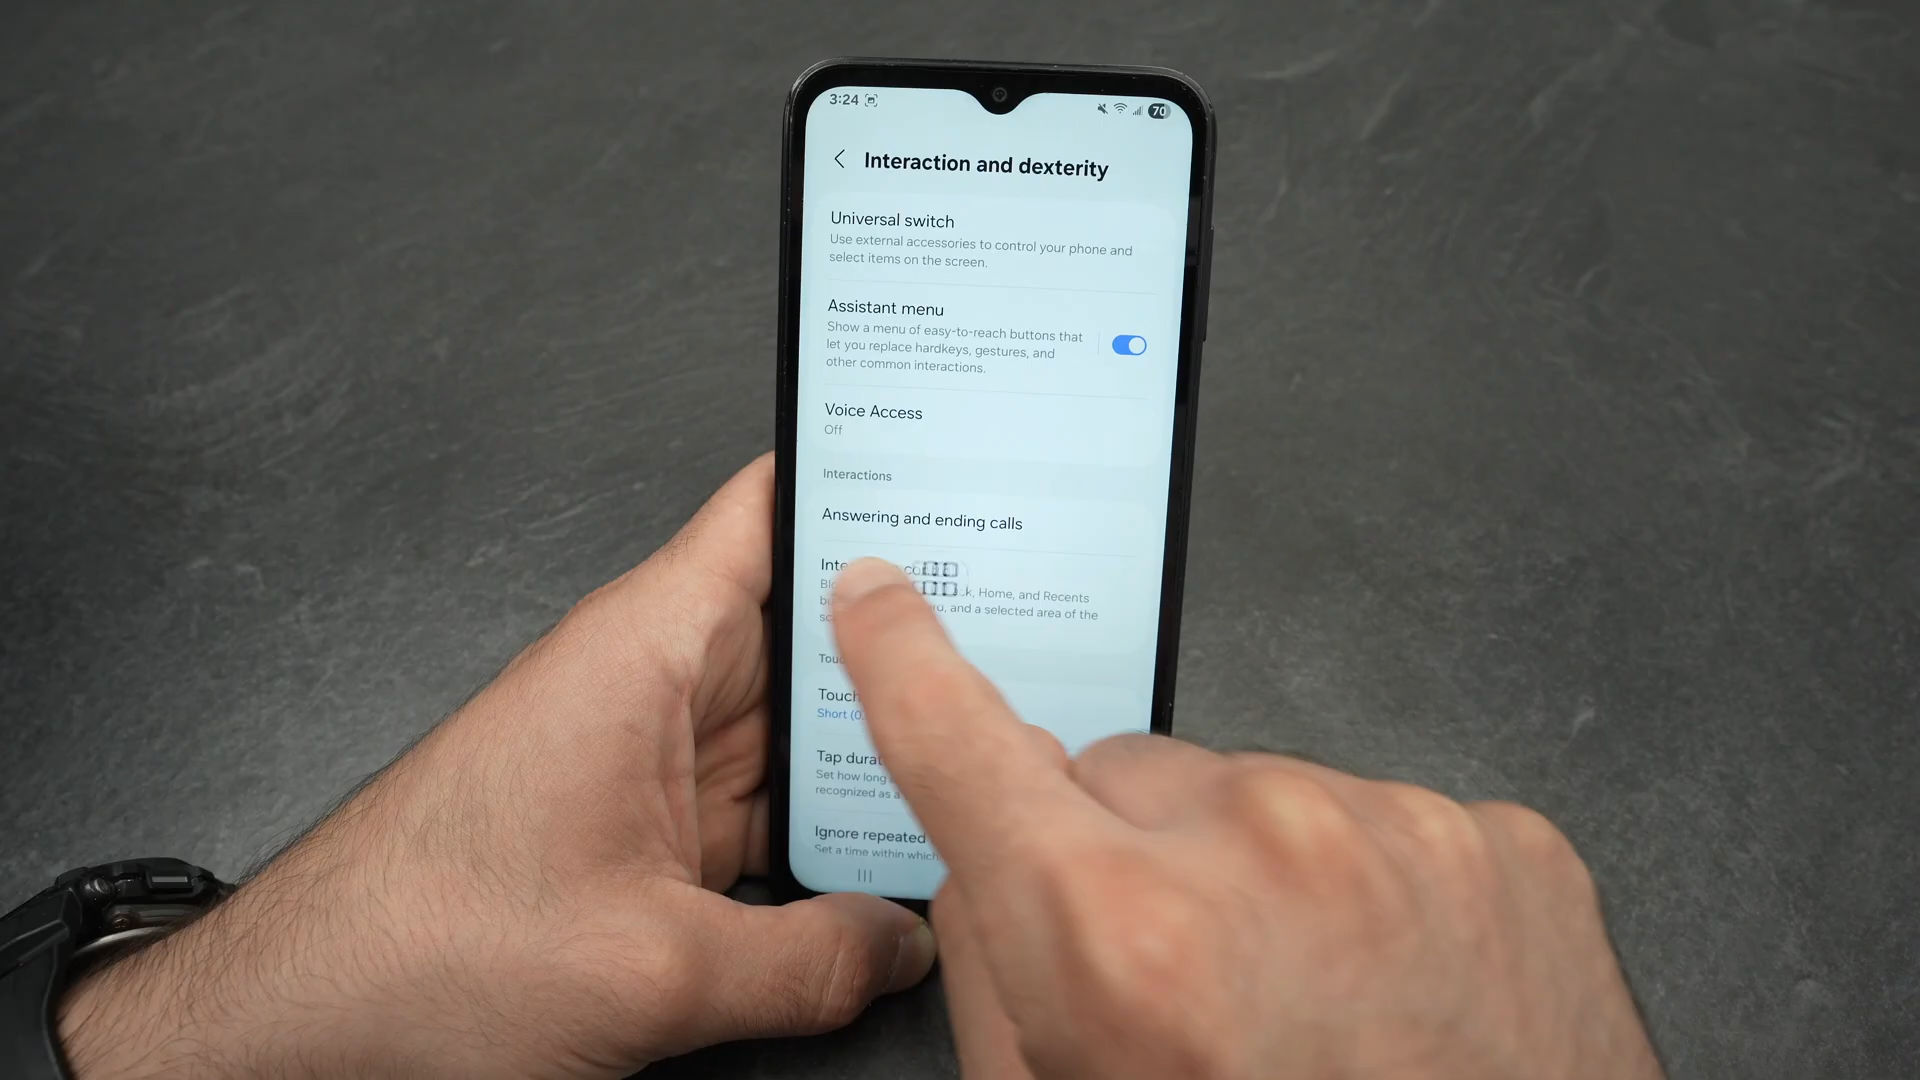 3:24
70
Interaction and dexterity
Universal switch
Use external accessories to control your phone and
select items on the screen.
Assistant menu
Show a menu of easy-to-reach buttons that
let you replace hardkeys, gestures, and
other common interactions.
Voice Access
Off
Interactions
Answering and ending calls
Home, and Recents
and a selected area of the
Touch
Short
Tap
Set how long
recognized as a
Ignore repeated
Set a time within which